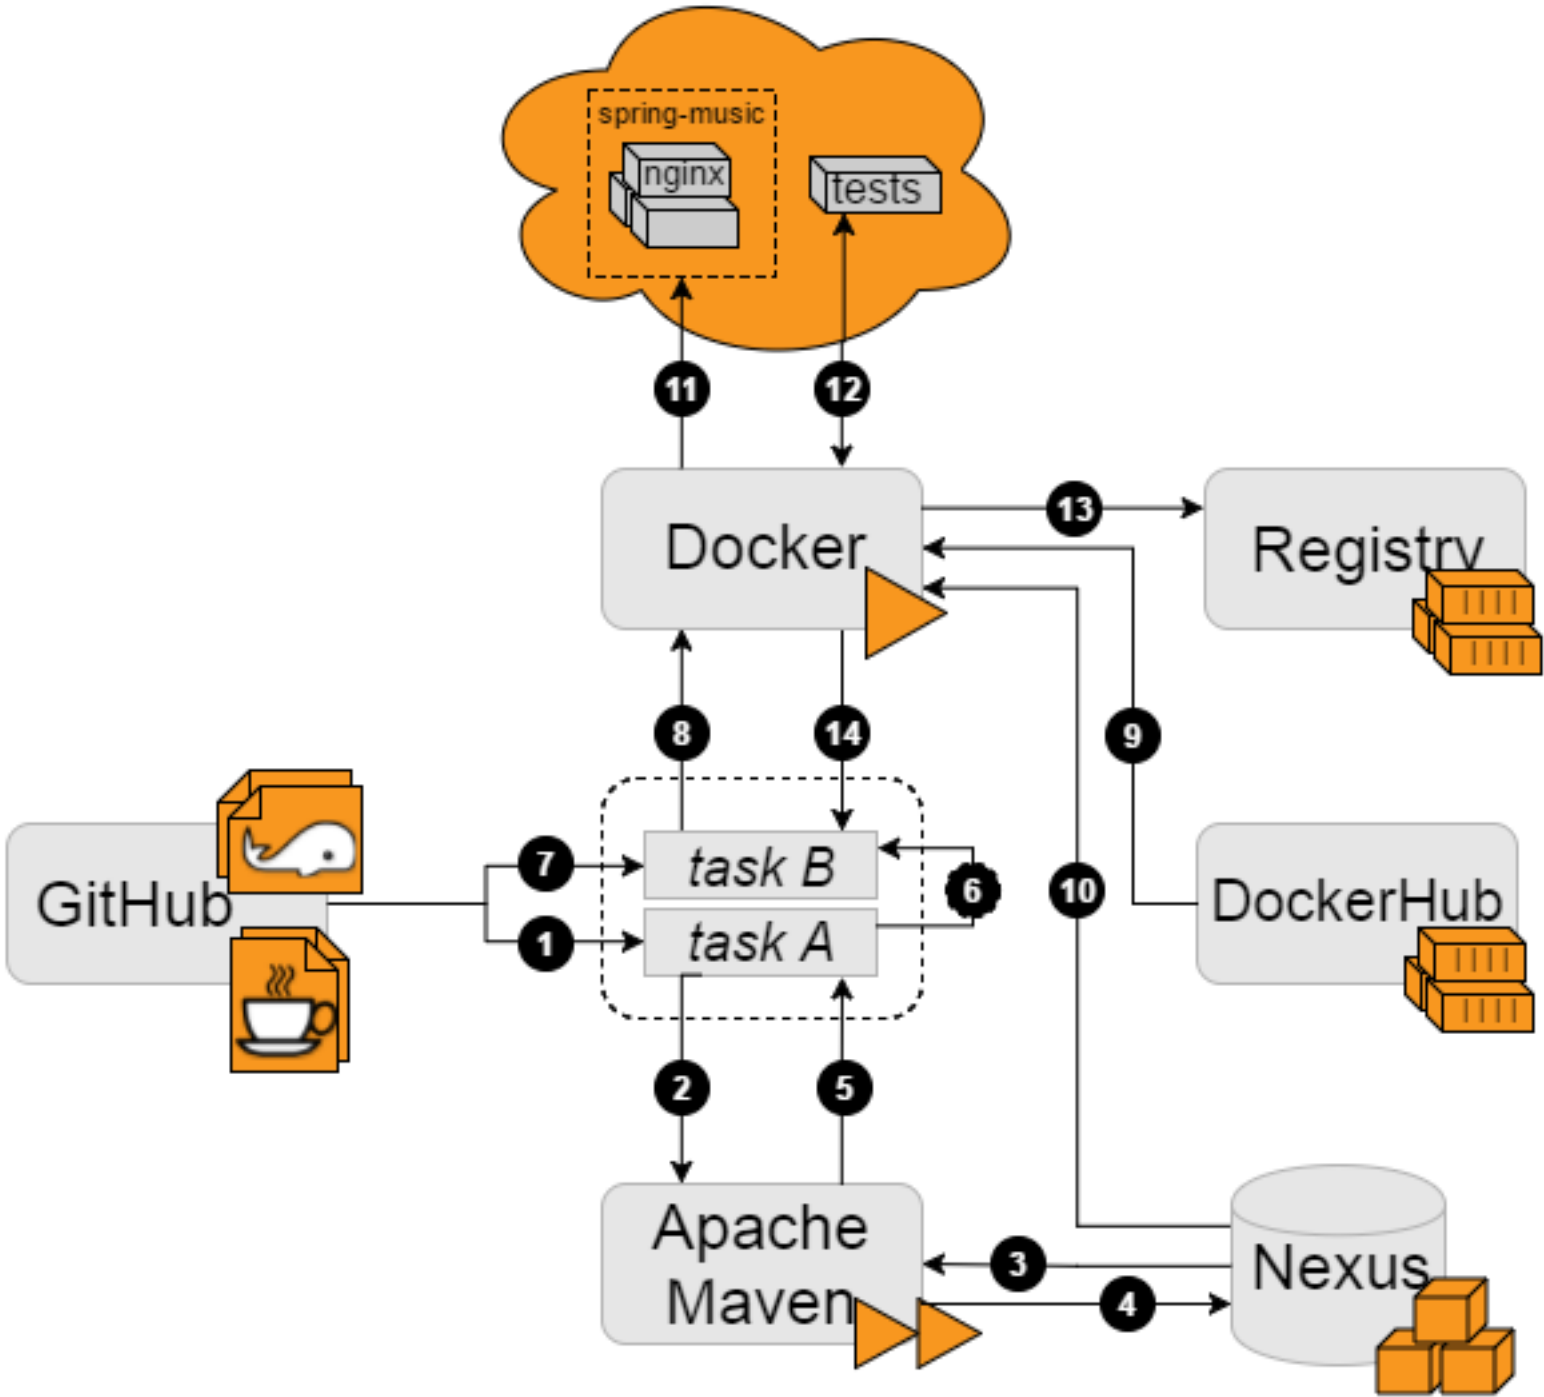 spring-music
nginx
tests
11
12
Docker
13
Registry
8
14
9
GitHub
7
1
task B
task A
6
10
DockerHub
2
5
Apache
Maven
3
4
Nexus